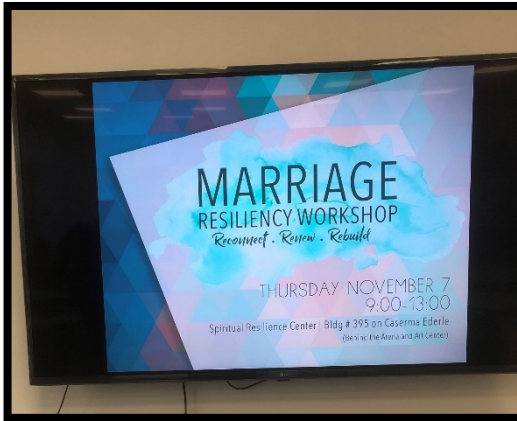 MARRIAGE
RESILIENCY WORKSHOP
Reconnect . Renew . Rebuild
THURSDAY NOVEMBER 7
9:00-13:00
Spiritual Resilience Center | Bldg # 395 on Caserma Ederle
(Behind the Arena and Art Center)